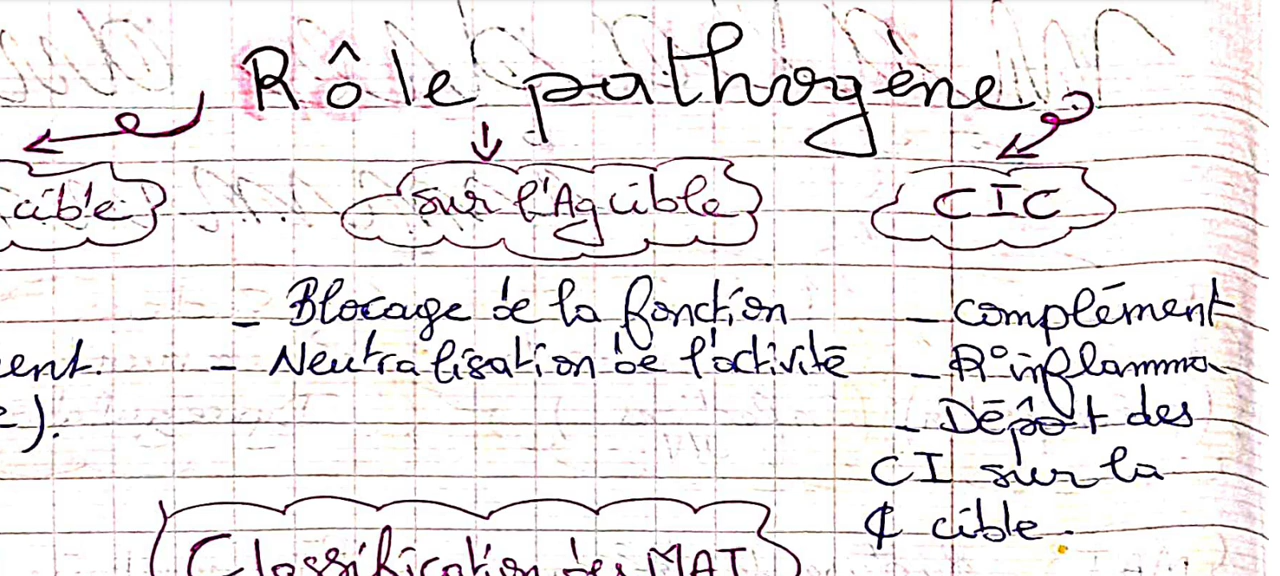 Rôle pathogène
cible
sur l'Ag cible
CIC
- Blocage de la fonction
- Neutralisation de l'activité
ent.
e).
- complément
- R° inflamma
- Dépôt des
CI sur la
¢ cible.
Classification des MAI